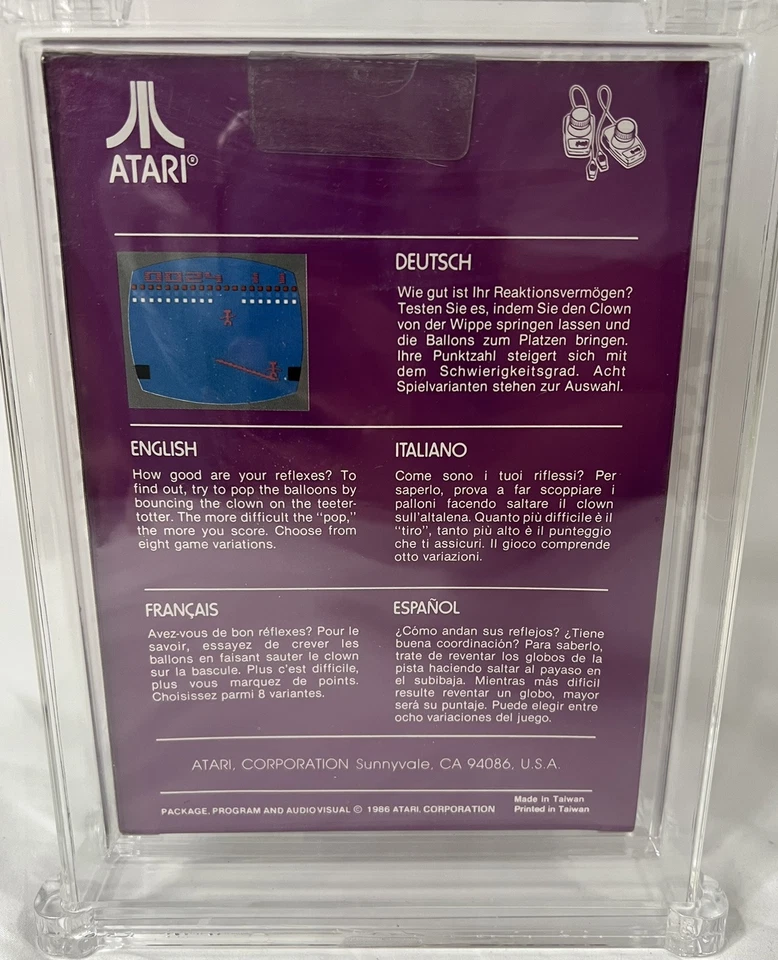 ATARI®
0024 1 1
DEUTSCH
Wie gut ist Ihr Reaktionsvermögen?
Testen Sie es, indem Sie den Clown
von der Wippe springen lassen und
die Ballons zum Platzen bringen.
Ihre Punktzahl steigert sich mit
dem Schwierigkeitsgrad. Acht
Spielvarianten stehen zur Auswahl.
ENGLISH
How good are your reflexes? To
find out, try to pop the balloons by
bouncing the clown on the teeter-
totter. The more difficult the "pop,"
the more you score. Choose from
eight game variations.
ITALIANO
Come sono i tuoi riflessi? Per
saperlo, prova a far scoppiare i
palloni facendo saltare il clown
sull'altalena. Quanto più difficile è il
"tiro", tanto più alto è il punteggio
che ti assicuri. Il gioco comprende
otto variazioni.
FRANÇAIS
Avez-vous de bon réflexes? Pour le
savoir, essayez de crever les
ballons en faisant sauter le clown
sur la bascule. Plus c'est difficile,
plus vous marquez de points.
Choisissez parmi 8 variantes.
ESPAÑOL
¿Cómo andan sus reflejos? ¿Tiene
buena coordinación? Para saberlo,
trate de reventar los globos de la
pista haciendo saltar al payaso en
el subibaja. Mientras más difícil
resulte reventar un globo, mayor
será su puntaje. Puede elegir entre
ocho variaciones del juego.
ATARI, CORPORATION Sunnyvale, CA 94086, U.S.A.
PACKAGE, PROGRAM AND AUDIOVISUAL © 1986 ATARI, CORPORATION
Made in Taiwan
Printed in Taiwan